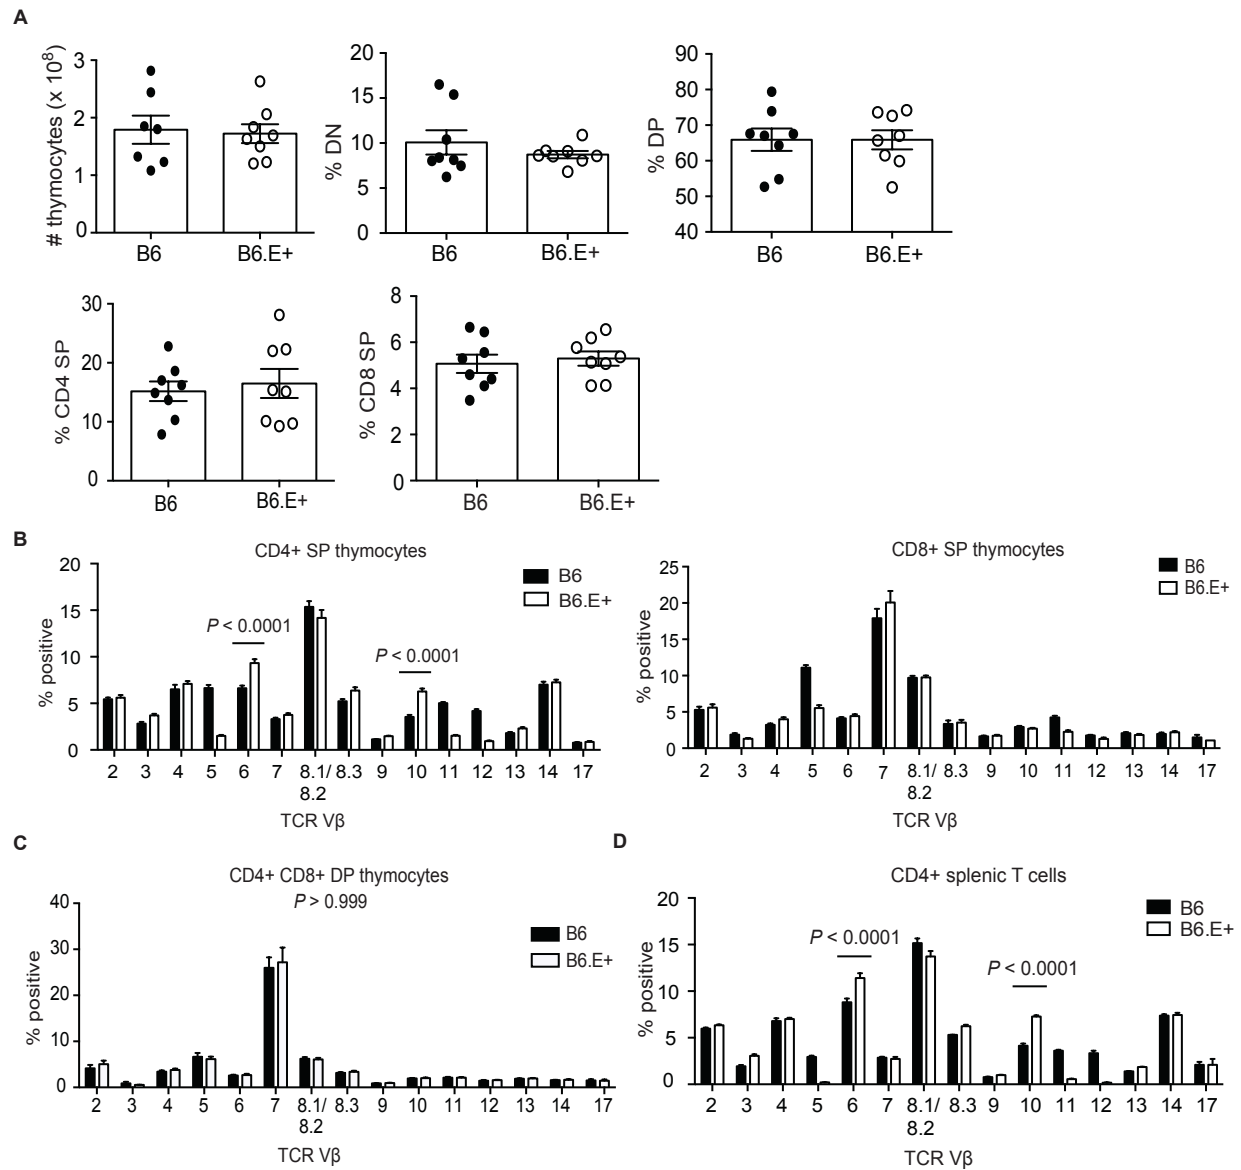 A
# thymocytes (x 10⁸)
3
2
1
0
B6
B6.E+
% DN
20
15
10
5
0
B6
B6.E+
% DP
90
80
70
60
50
40
B6
B6.E+
% CD4 SP
30
20
10
0
B6
B6.E+
% CD8 SP
8
6
4
2
0
B6
B6.E+
B
CD4+ SP thymocytes
% positive
20
15
10
5
0
P < 0.0001
P < 0.0001
B6
B6.E+
2 3 4 5 6 7 8.1/ 8.3 9 10 11 12 13 14 17
8.2
TCR Vβ
CD8+ SP thymocytes
% positive
25
20
15
10
5
0
B6
B6.E+
2 3 4 5 6 7 8.1/ 8.3 9 10 11 12 13 14 17
8.2
TCR Vβ
C
CD4+ CD8+ DP thymocytes
P > 0.999
% positive
40
30
20
10
0
B6
B6.E+
2 3 4 5 6 7 8.1/ 8.3 9 10 11 12 13 14 17
8.2
TCR Vβ
D
CD4+ splenic T cells
% positive
20
15
10
5
0
P < 0.0001
P < 0.0001
B6
B6.E+
2 3 4 5 6 7 8.1/ 8.3 9 10 11 12 13 14 17
8.2
TCR Vβ